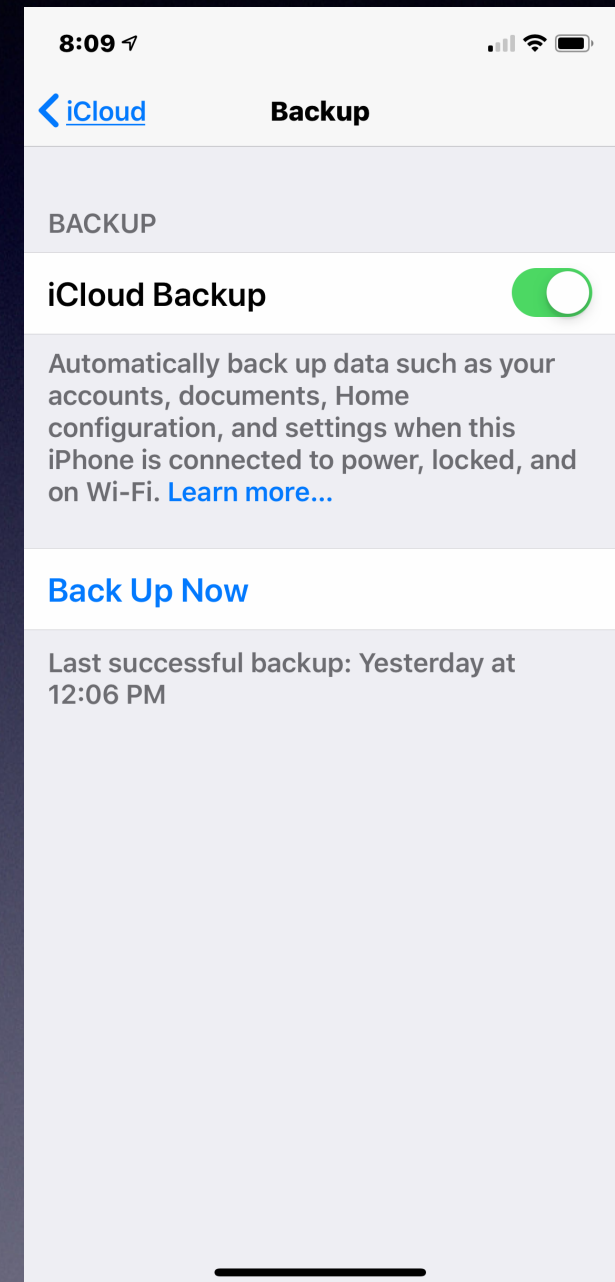 8:09
iCloud
Backup
BACKUP
iCloud Backup
Automatically back up data such as your
accounts, documents, Home
configuration, and settings when this
iPhone is connected to power, locked, and
on Wi-Fi. Learn more...
Back Up Now
Last successful backup: Yesterday at
12:06 PM